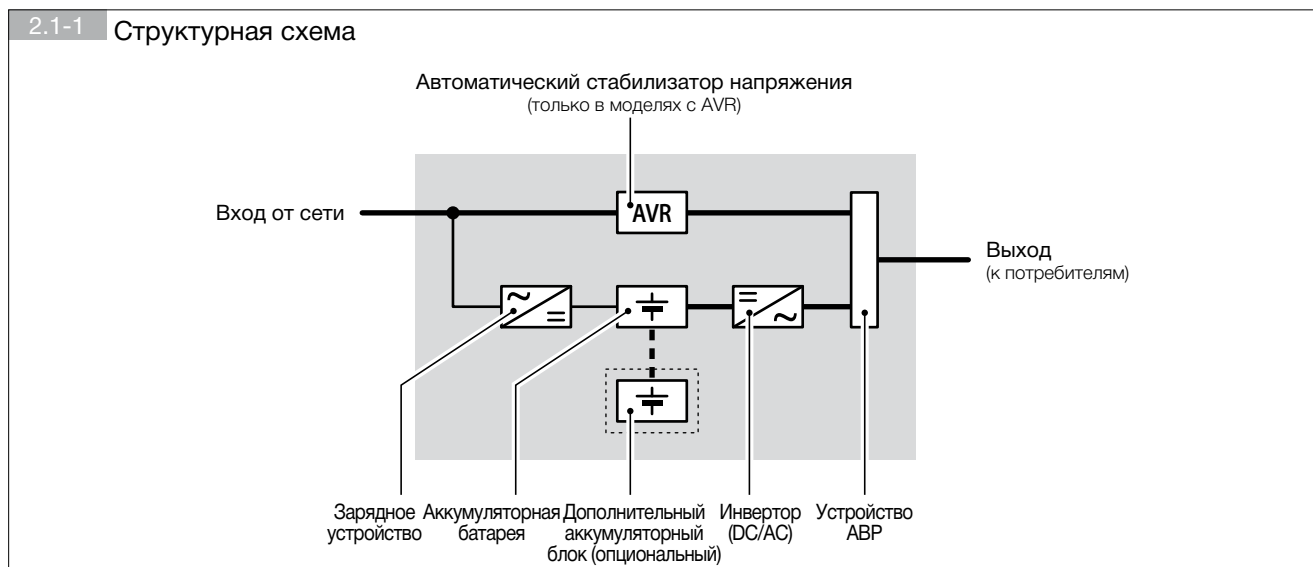 2.1-1 Структурная схема
Автоматический стабилизатор напряжения
(только в моделях с AVR)
Вход от сети
AVR
Выход
(к потребителям)
Зарядное
устройство
Аккумуляторная
батарея
Дополнительный
аккумуляторный
блок (опциональный)
Инвертор
(DC/AC)
Устройство
АВР